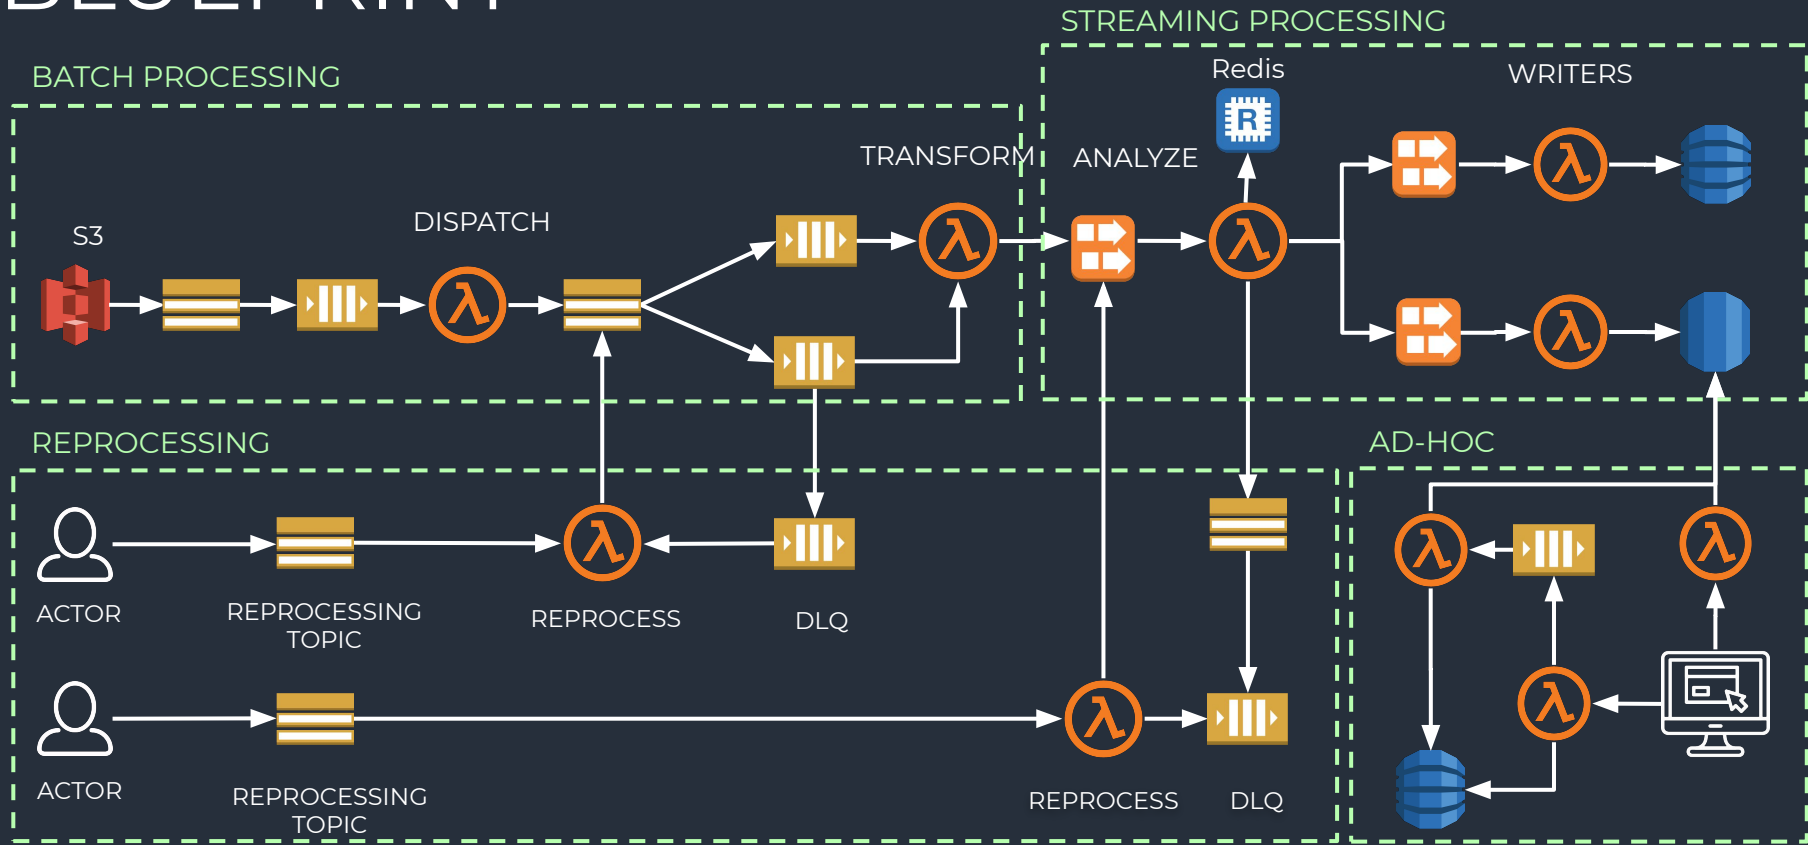 BLUEPRINT
STREAMING PROCESSING
BATCH PROCESSING
Redis
WRITERS
TRANSFORM
ANALYZE
S3
DISPATCH
R
REPROCESSING
AD-HOC
ACTOR
REPROCESSING
TOPIC
REPROCESS
DLQ
ACTOR
REPROCESSING
TOPIC
REPROCESS
DLQ